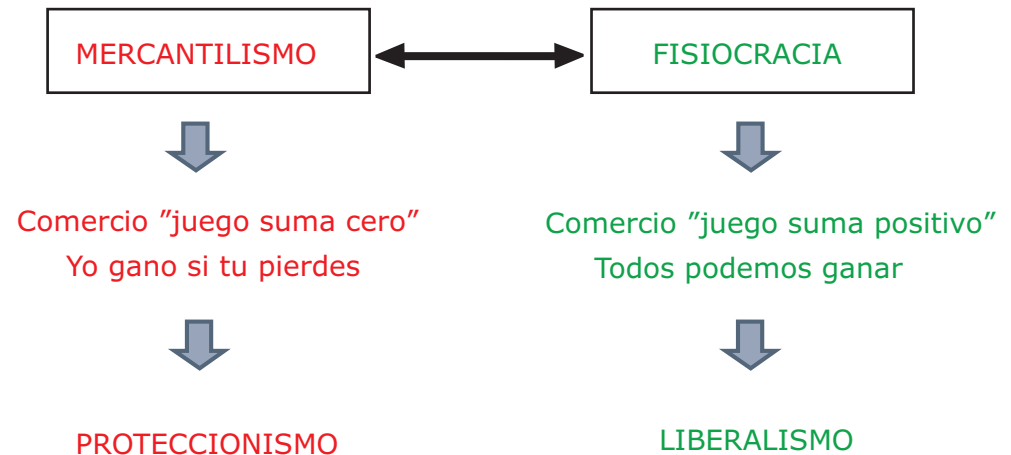 MERCANTILISMO
FISIOCRACIA
Comercio ”juego suma cero”
Yo gano si tu pierdes
Comercio ”juego suma positivo”
Todos podemos ganar
PROTECCIONISMO
LIBERALISMO